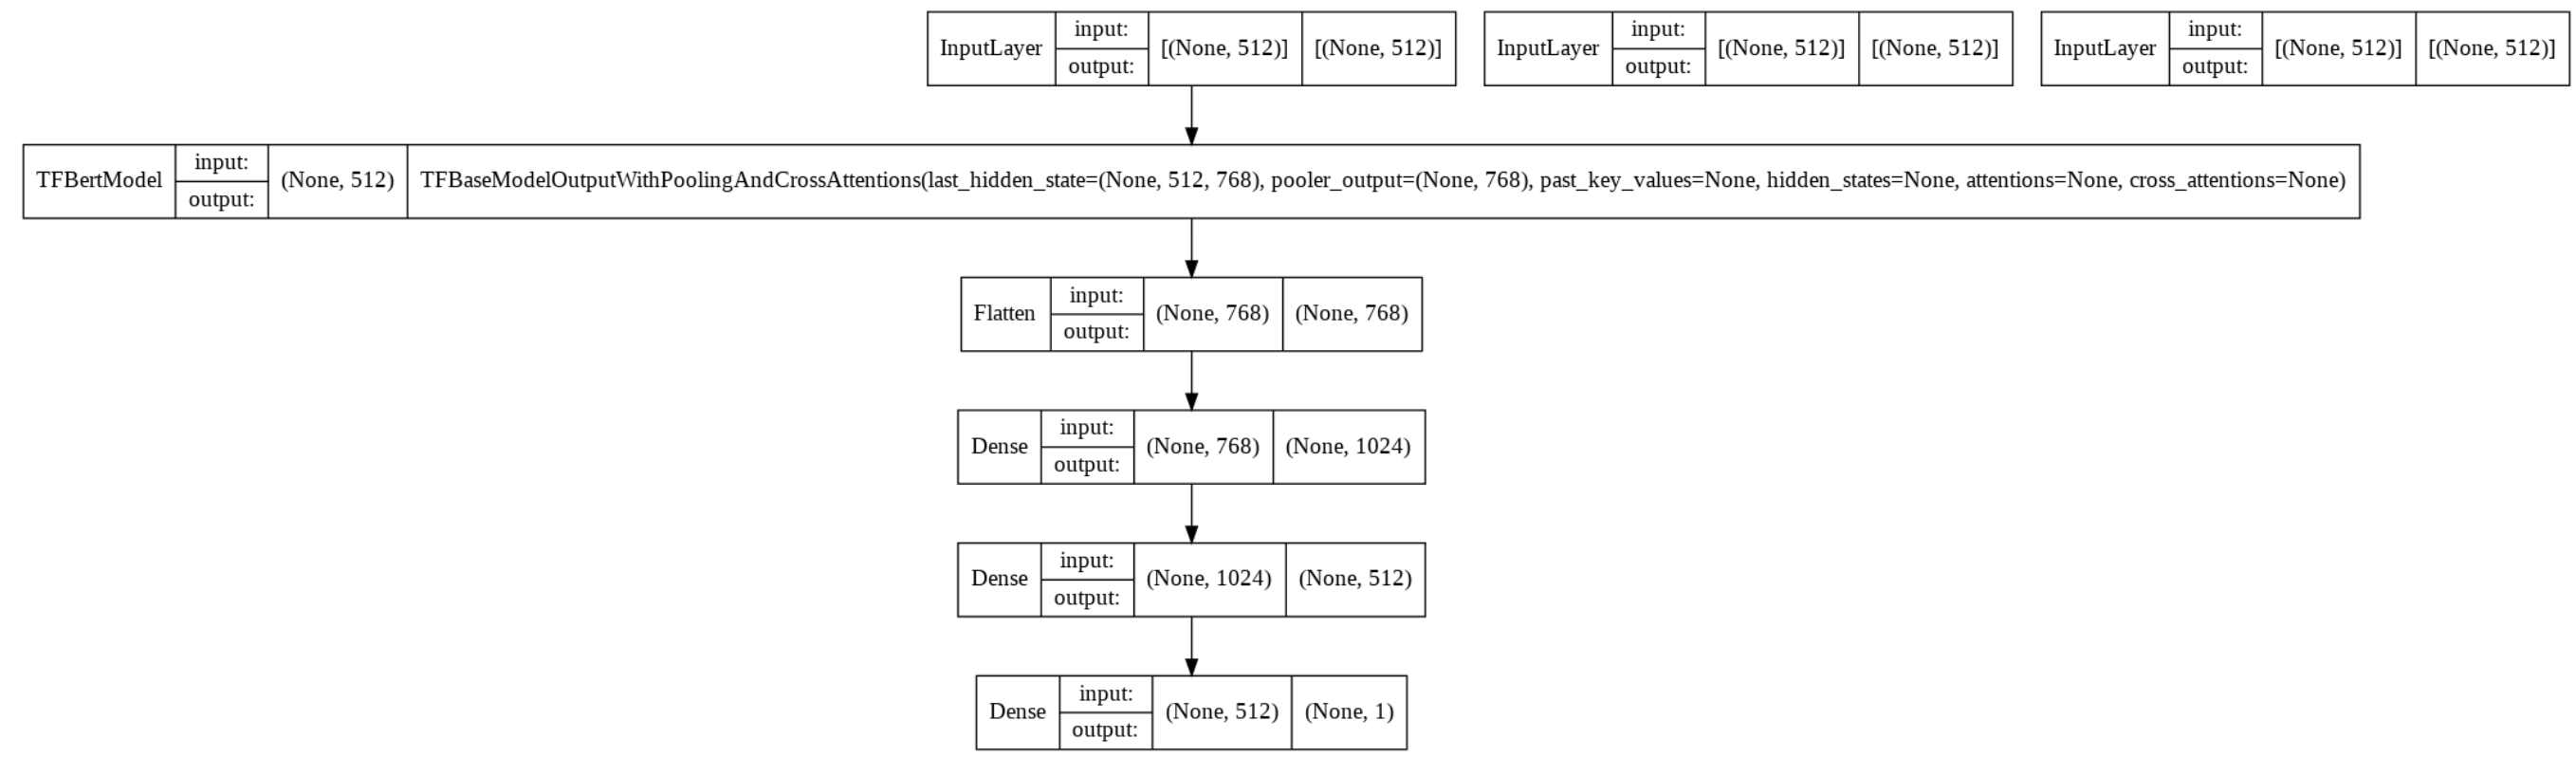 InputLayer input: output: [(None, 512)] [(None, 512)]
InputLayer input: output: [(None, 512)] [(None, 512)]
InputLayer input: output: [(None, 512)] [(None, 512)]
TFBertModel input: output: (None, 512) TFBaseModelOutputWithPoolingAndCrossAttentions(last_hidden_state=(None, 512, 768), pooler_output=(None, 768), past_key_values=None, hidden_states=None, attentions=None, cross_attentions=None)
Flatten input: output: (None, 768) (None, 768)
Dense input: output: (None, 768) (None, 1024)
Dense input: output: (None, 1024) (None, 512)
Dense input: output: (None, 512) (None, 1)